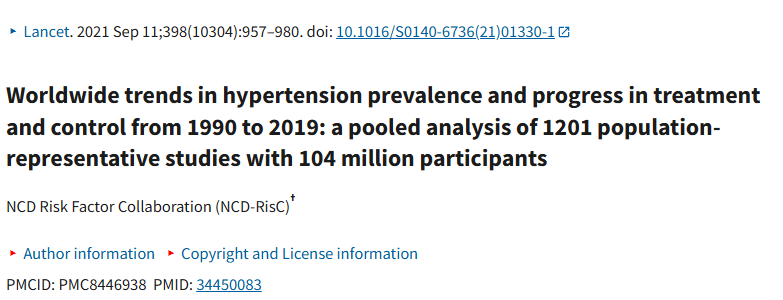 Lancet. 2021 Sep 11;398(10304):957–980. doi: 10.1016/S0140-6736(21)01330-1
Worldwide trends in hypertension prevalence and progress in treatment
and control from 1990 to 2019: a pooled analysis of 1201 population-
representative studies with 104 million participants
NCD Risk Factor Collaboration (NCD-RisC)†
Author information Copyright and License information
PMCID: PMC8446938 PMID: 34450083